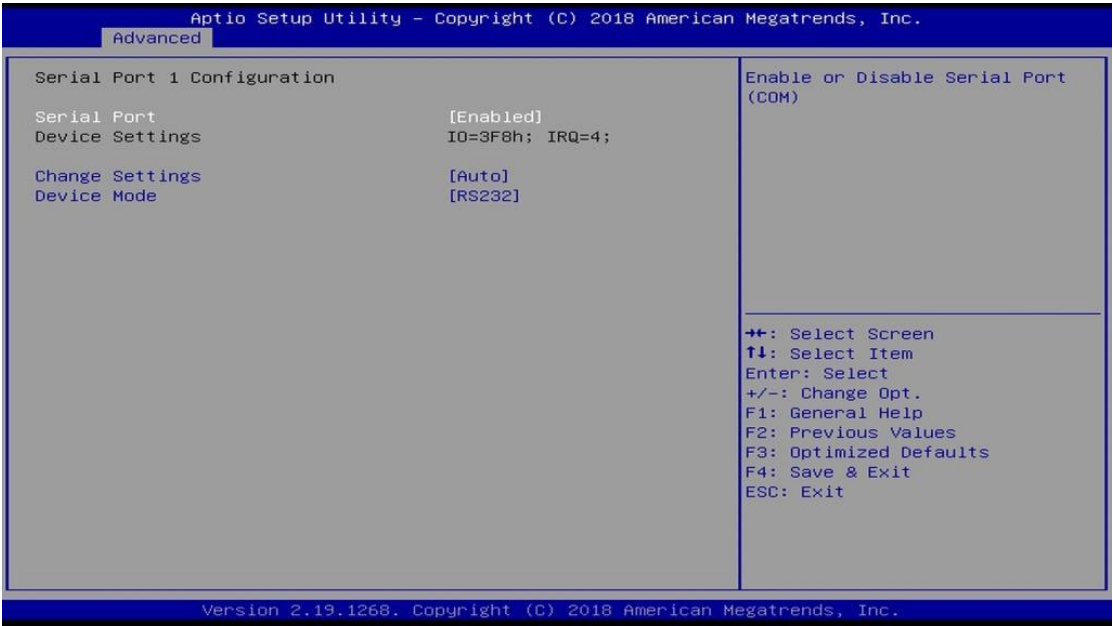 Aptio Setup Utility – Copyright (C) 2018 American Megatrends, Inc.
Advanced
Serial Port 1 Configuration
Serial Port [Enabled]
Device Settings IO=3F8h; IRQ=4;
Change Settings [Auto]
Device Mode [RS232]
Enable or Disable Serial Port
(COM)
→←: Select Screen
↑↓: Select Item
Enter: Select
+/-: Change Opt.
F1: General Help
F2: Previous Values
F3: Optimized Defaults
F4: Save & Exit
ESC: Exit
Version 2.19.1268. Copyright (C) 2018 American Megatrends, Inc.